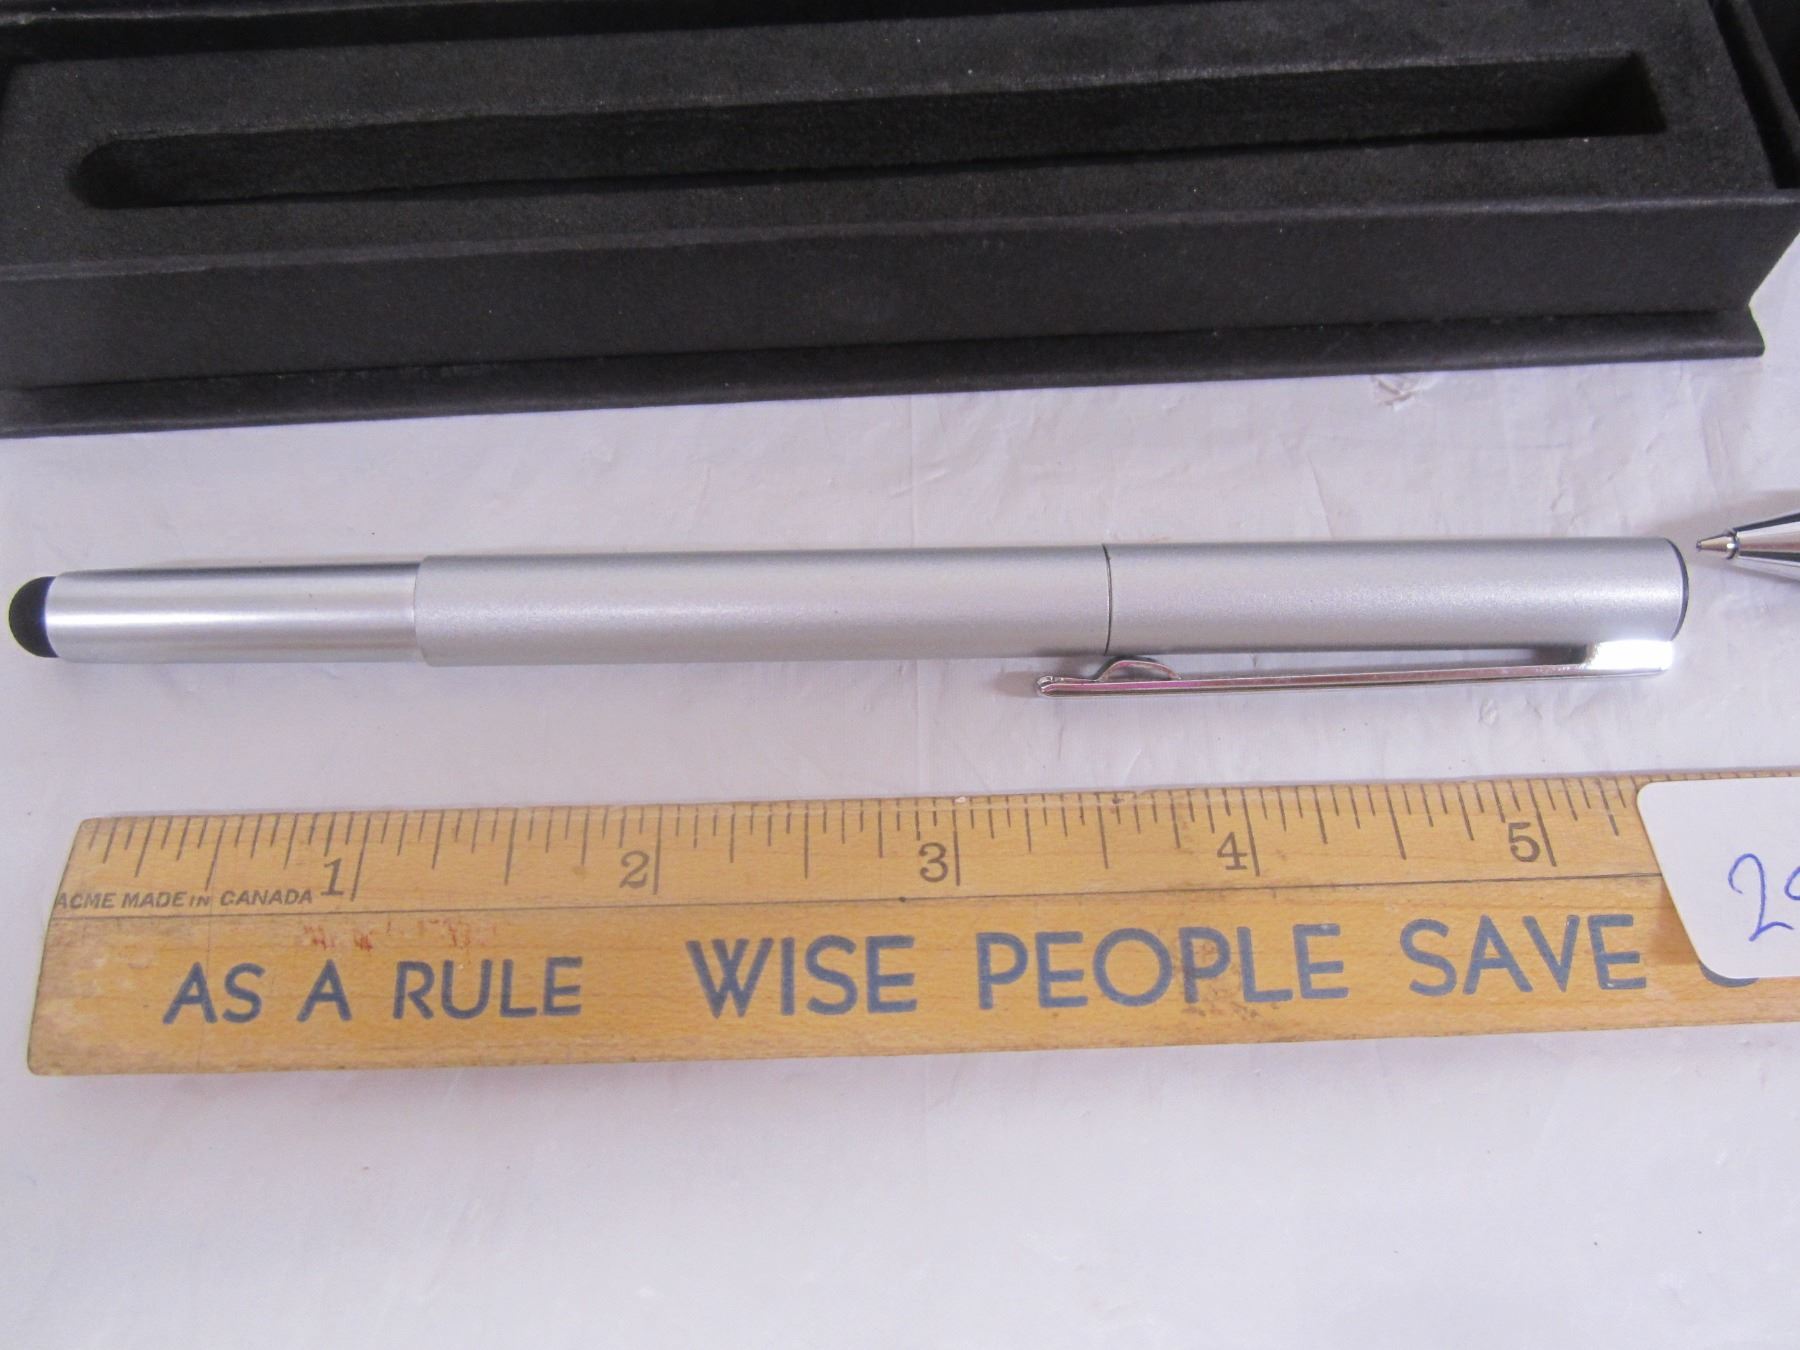 1 2 3 4 5
ACME MADE IN CANADA
AS A RULE WISE PEOPLE SAVE